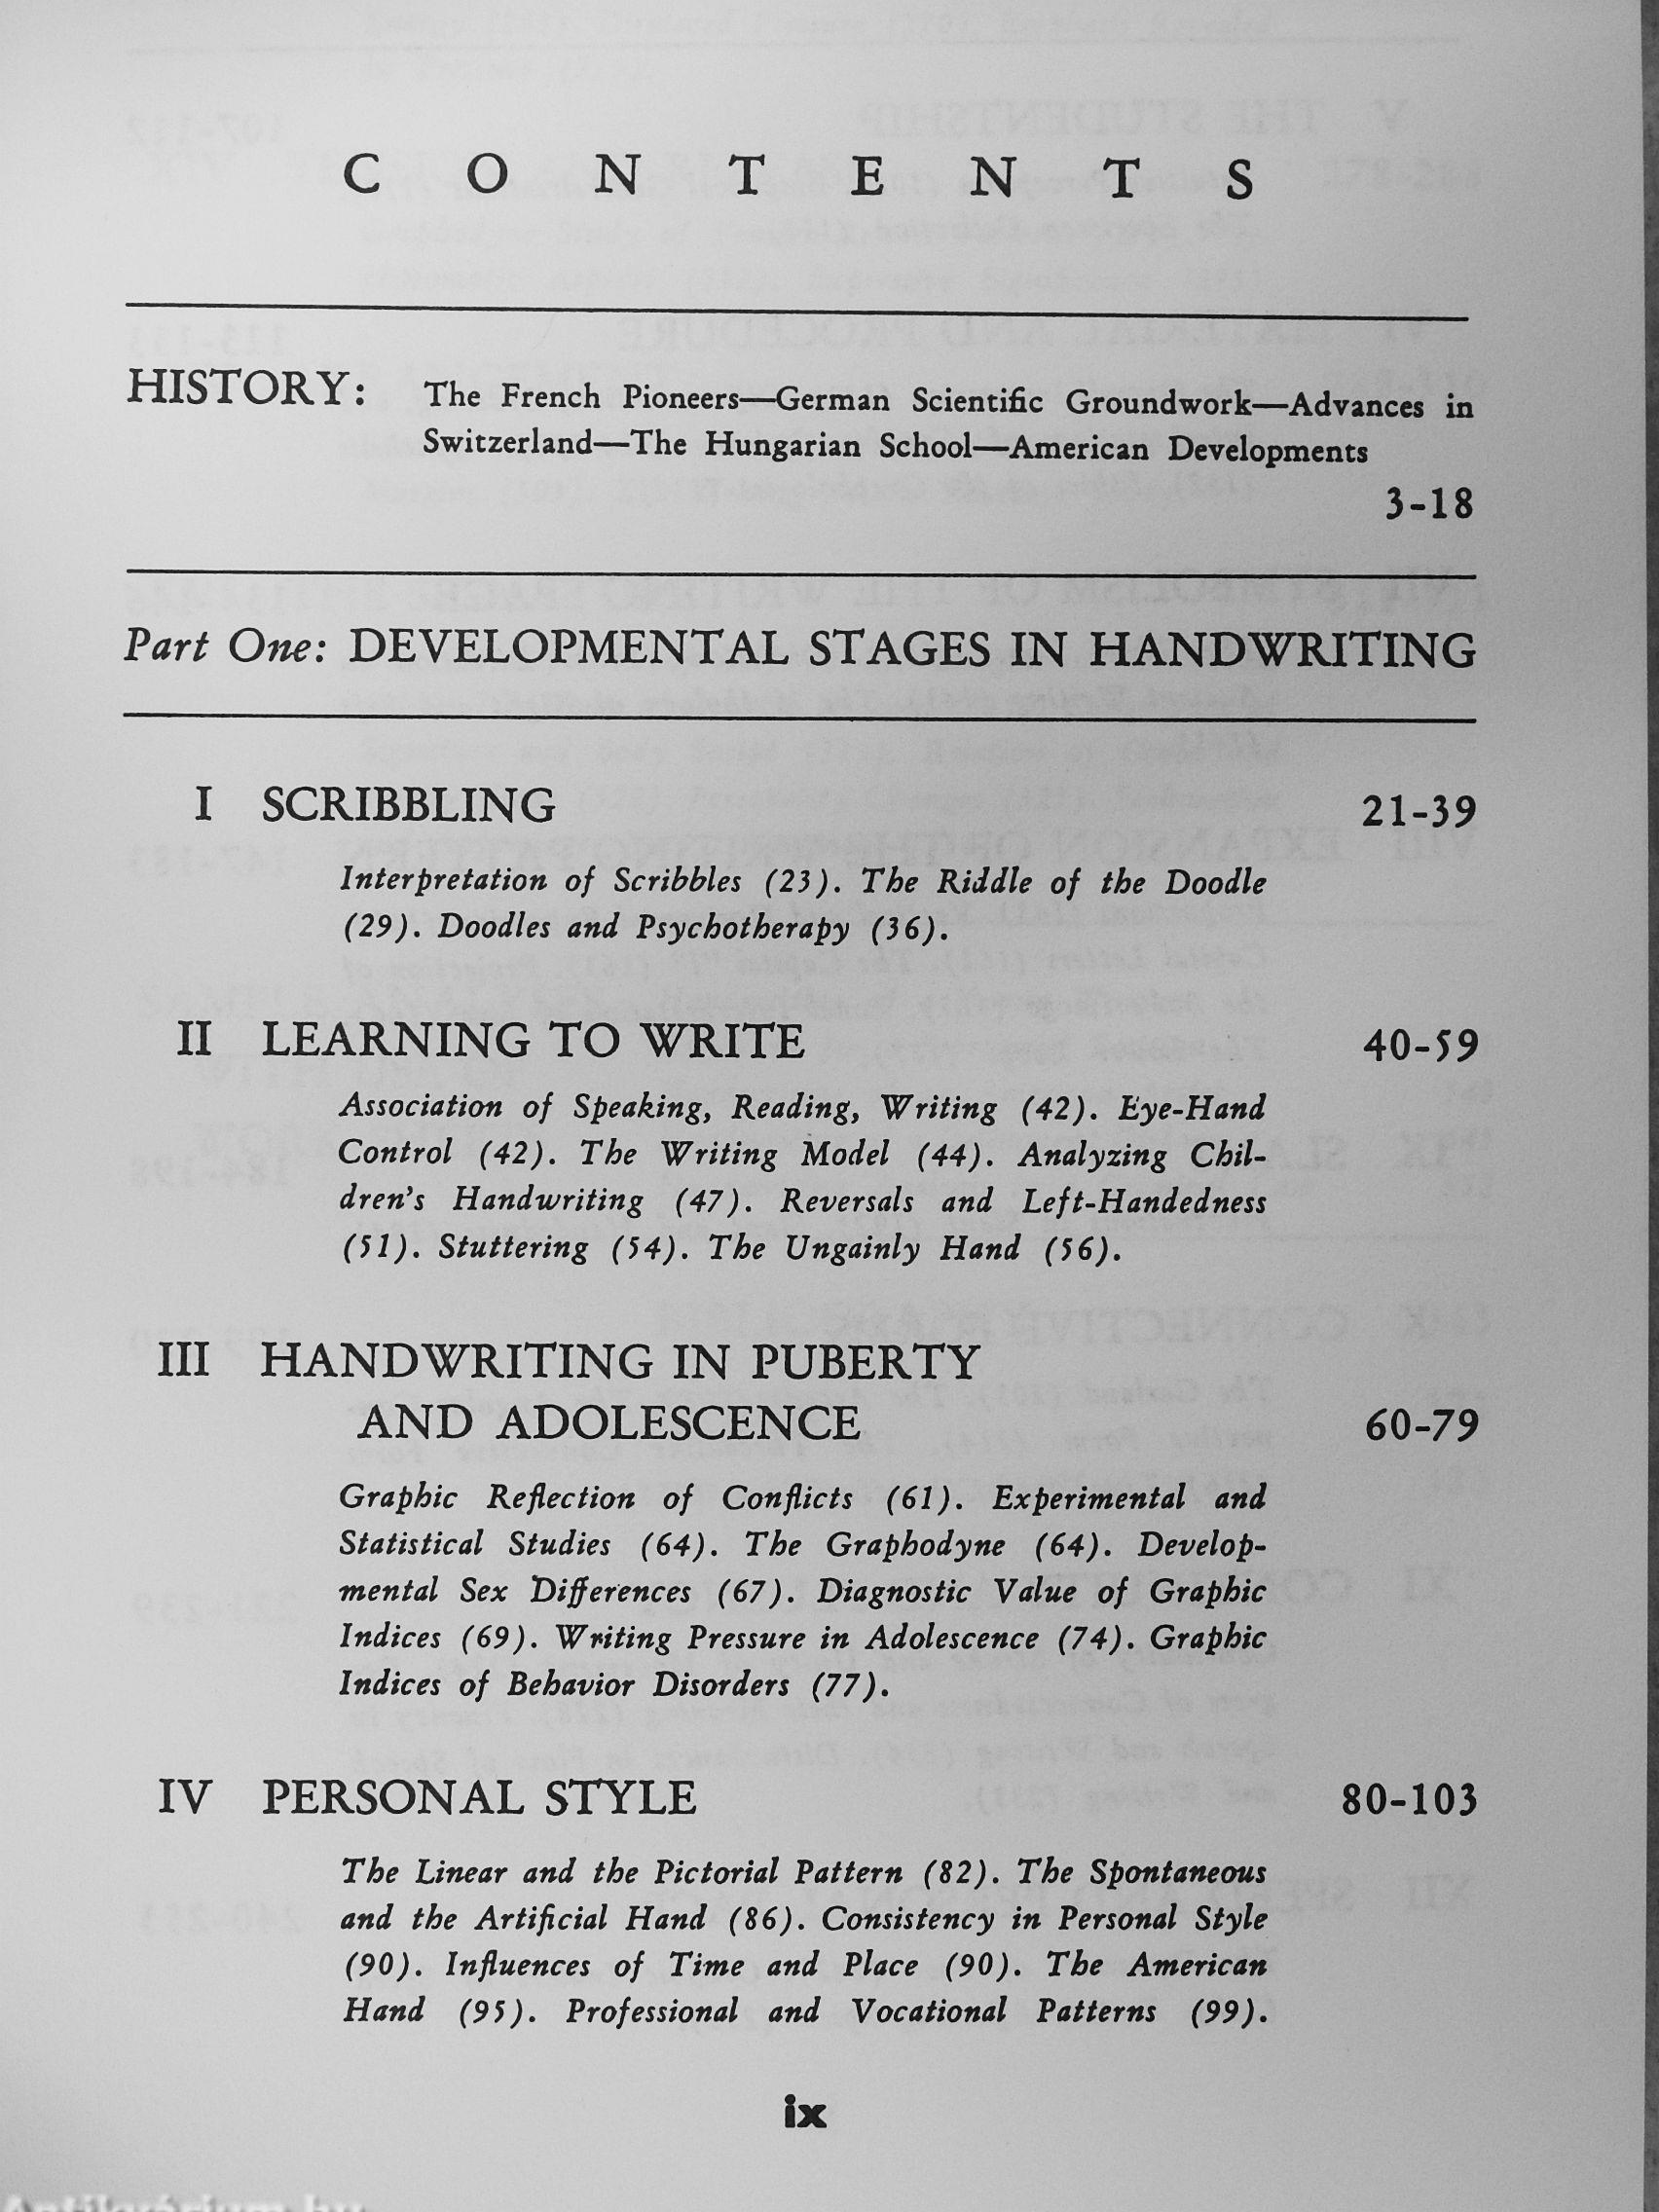 CONTENTS
HISTORY: The French Pioneers—German Scientific Groundwork—Advances in
Switzerland—The Hungarian School—American Developments
3-18
Part One: DEVELOPMENTAL STAGES IN HANDWRITING
I SCRIBBLING 21-39
Interpretation of Scribbles (23). The Riddle of the Doodle
(29). Doodles and Psychotherapy (36).
II LEARNING TO WRITE 40-59
Association of Speaking, Reading, Writing (42). Eye-Hand
Control (42). The Writing Model (44). Analyzing Chil-
dren's Handwriting (47). Reversals and Left-Handedness
(51). Stuttering (54). The Ungainly Hand (56).
III HANDWRITING IN PUBERTY
AND ADOLESCENCE 60-79
Graphic Reflection of Conflicts (61). Experimental and
Statistical Studies (64). The Graphodyne (64). Develop-
mental Sex Differences (67). Diagnostic Value of Graphic
Indices (69). Writing Pressure in Adolescence (74). Graphic
Indices of Behavior Disorders (77).
IV PERSONAL STYLE 80-103
The Linear and the Pictorial Pattern (82). The Spontaneous
and the Artificial Hand (86). Consistency in Personal Style
(90). Influences of Time and Place (90). The American
Hand (95). Professional and Vocational Patterns (99).
ix